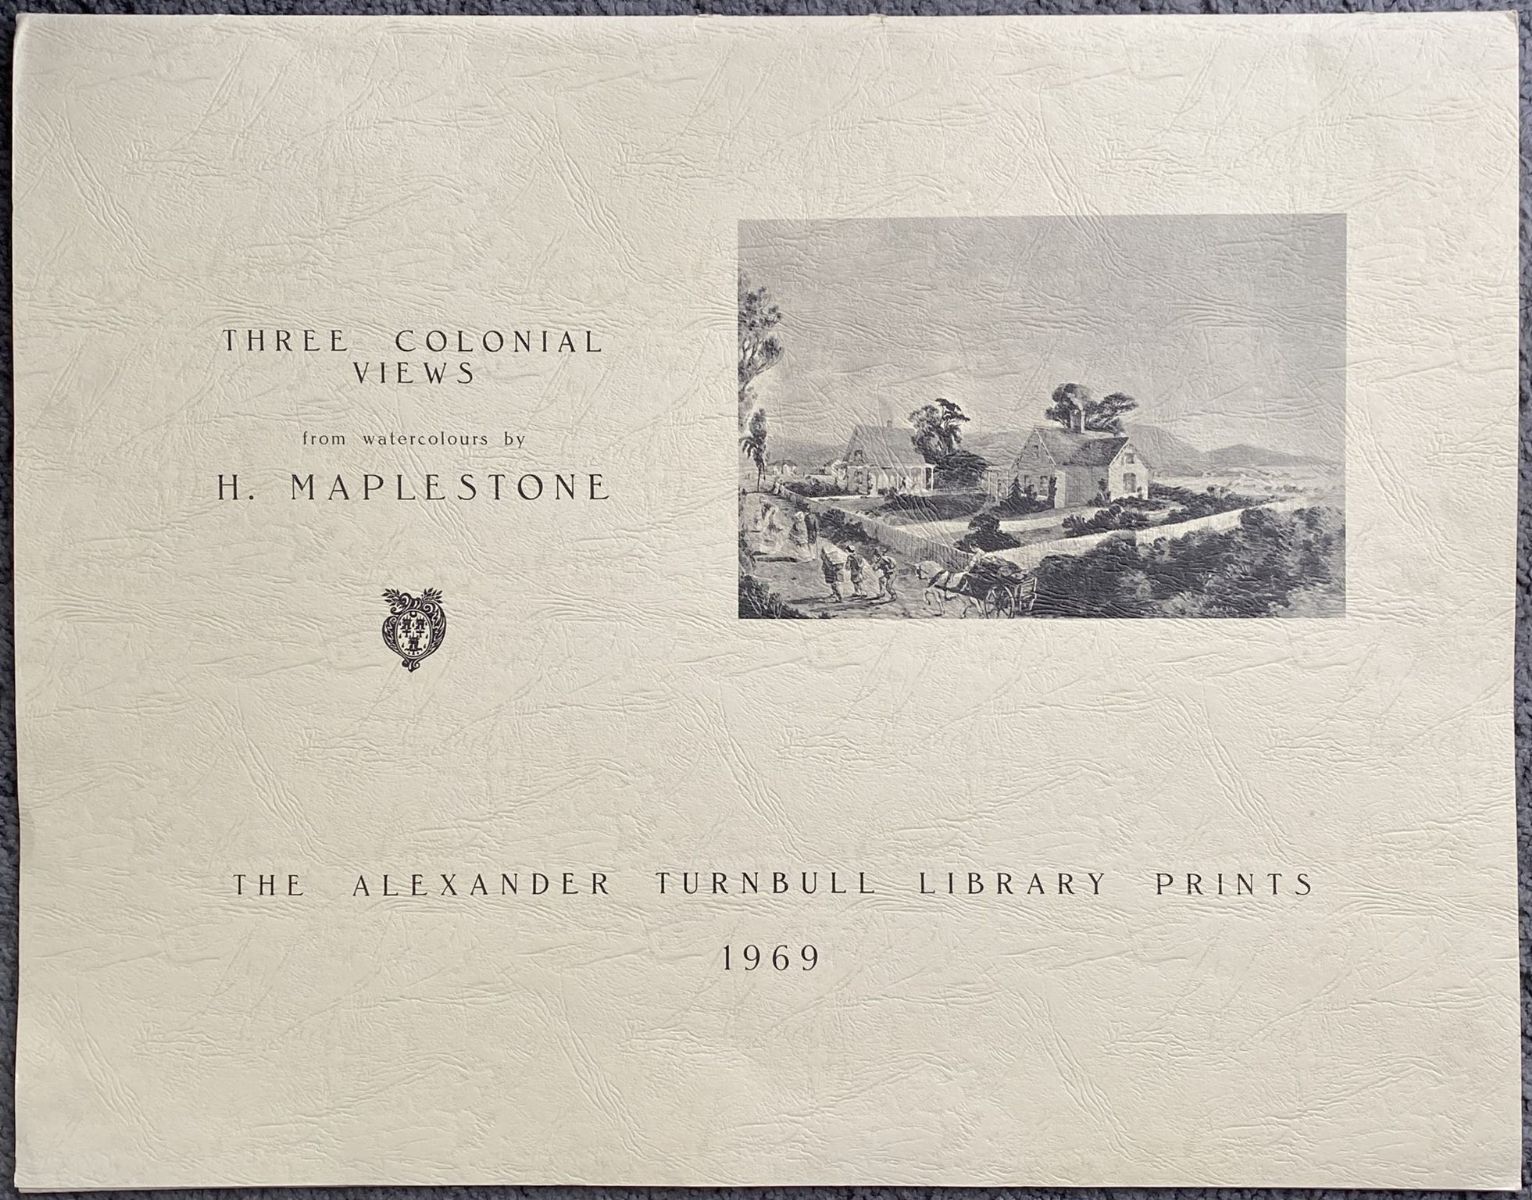 THREE COLONIAL
VIEWS
from watercolours by
H. MAPLESTONE
THE ALEXANDER TURNBULL LIBRARY PRINTS
1969